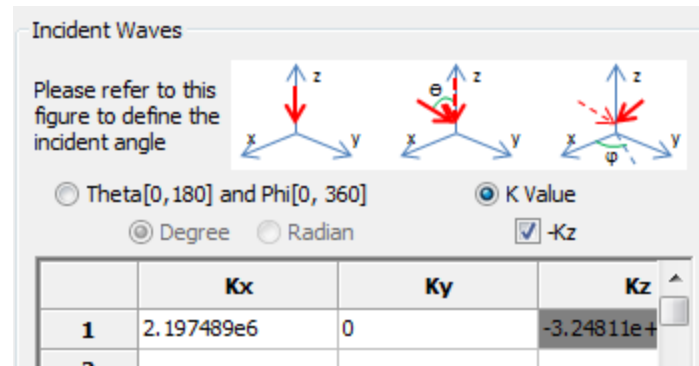 Incident Waves
Please refer to this
figure to define the
incident angle
z
x
y
θ
z
x
y
z
x
y
φ
Theta[0,180] and Phi[0, 360]
K Value
Degree
Radian
-Kz
Kx
Ky
Kz
1
2.197489e6
0
-3.24811e+